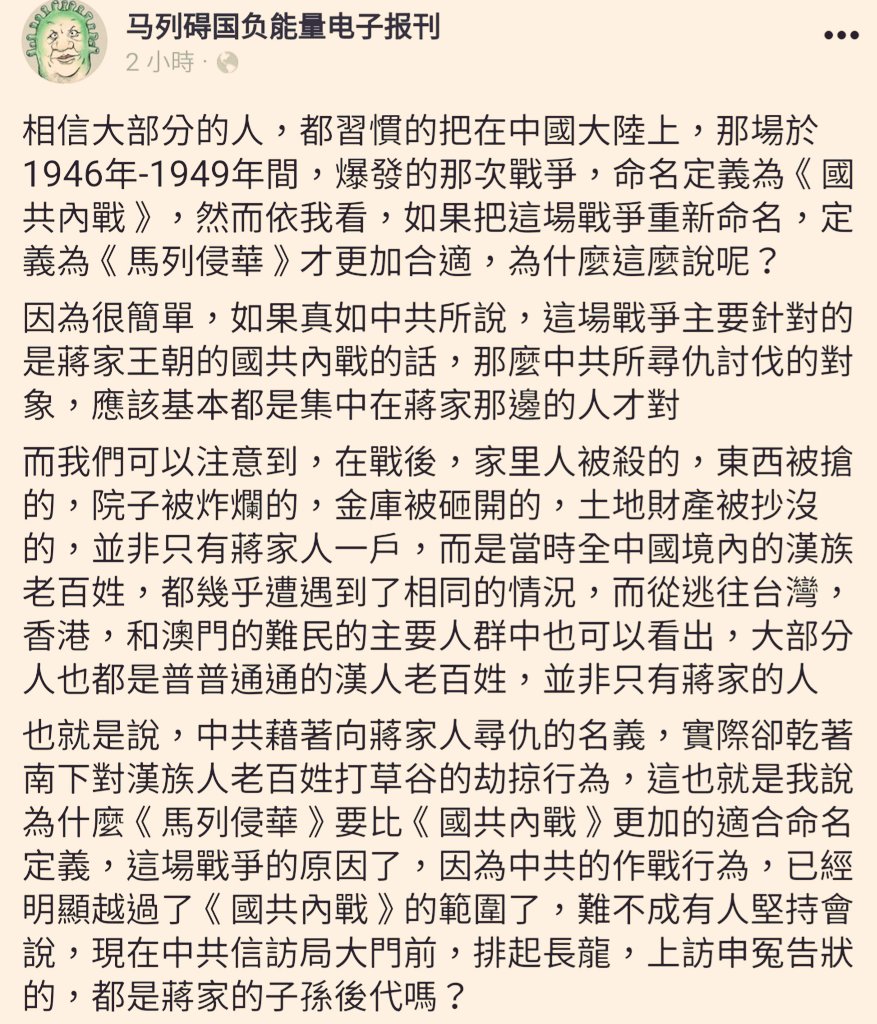 马列碍国负能量电子报刊
2 小時 ·
相信大部分的人，都習慣的把在中國大陸上，那場於
1946年-1949年間，爆發的那次戰爭，命名定義為《 國
共內戰 》，然而依我看，如果把這場戰爭重新命名，定
義為《 馬列侵華 》才更加合適，為什麼這麼說呢？
因為很簡單，如果真如中共所說，這場戰爭主要針對的
是蔣家王朝的國共內戰的話，那麼中共所尋仇討伐的對
象，應該基本都是集中在蔣家那邊的人才對
而我們可以注意到，在戰後，家里人被殺的，東西被搶
的，院子被炸爛的，金庫被砸開的，土地財產被抄沒
的，並非只有蔣家人一戶，而是當時全中國境內的漢族
老百姓，都幾乎遭遇到了相同的情況，而從逃往台灣，
香港，和澳門的難民的主要人群中也可以看出，大部分
人也都是普普通通的漢人老百姓，並非只有蔣家的人
也就是說，中共藉著向蔣家人尋仇的名義，實際卻乾著
南下對漢族人老百姓打草谷的劫掠行為，這也就是我說
為什麼《 馬列侵華 》要比《 國共內戰 》更加的適合命名
定義，這場戰爭的原因了，因為中共的作戰行為，已經
明顯越過了《 國共內戰 》的範圍了，難不成有人堅持會
說，現在中共信訪局大門前，排起長龍，上訪申冤告狀
的，都是蔣家的子孫後代嗎？